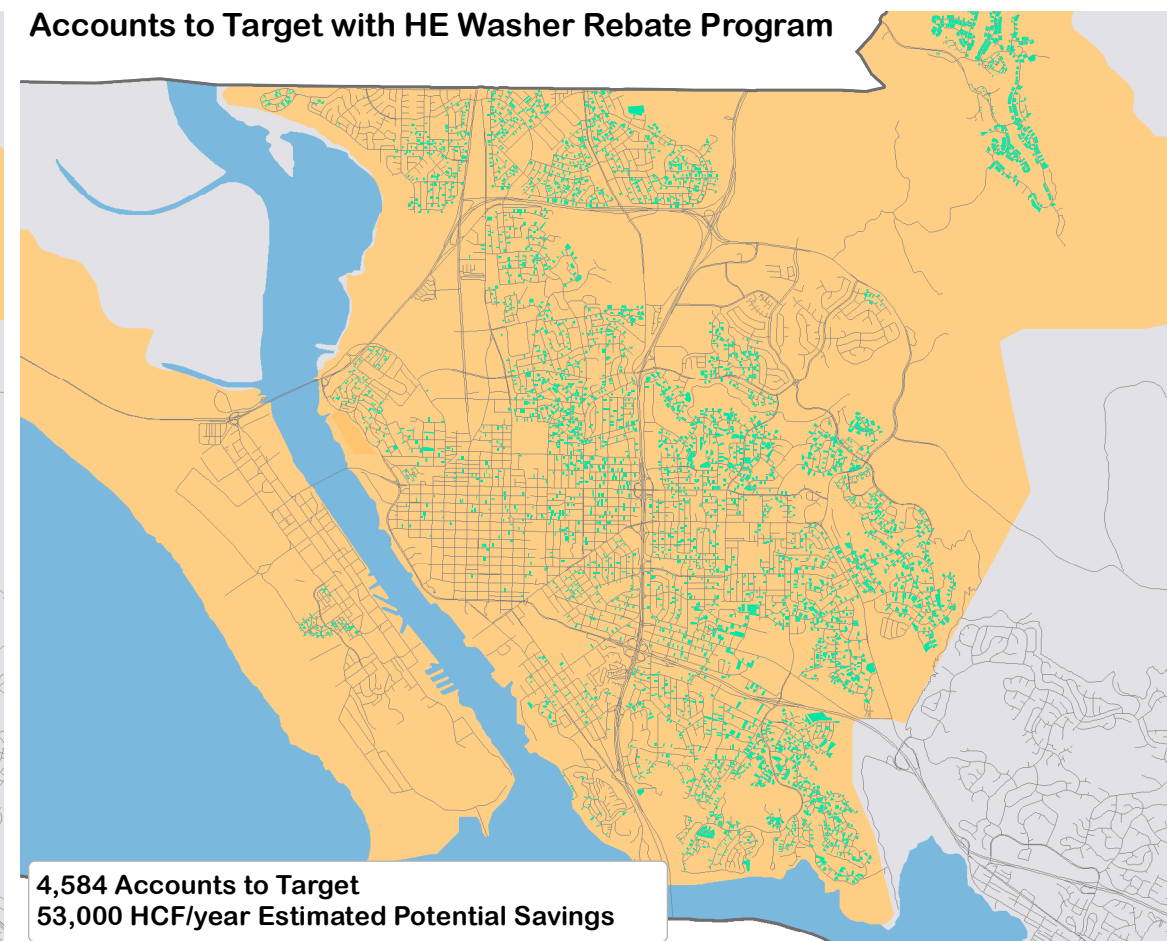 Accounts to Target with HE Washer Rebate Program
4,584 Accounts to Target
53,000 HCF/year Estimated Potential Savings